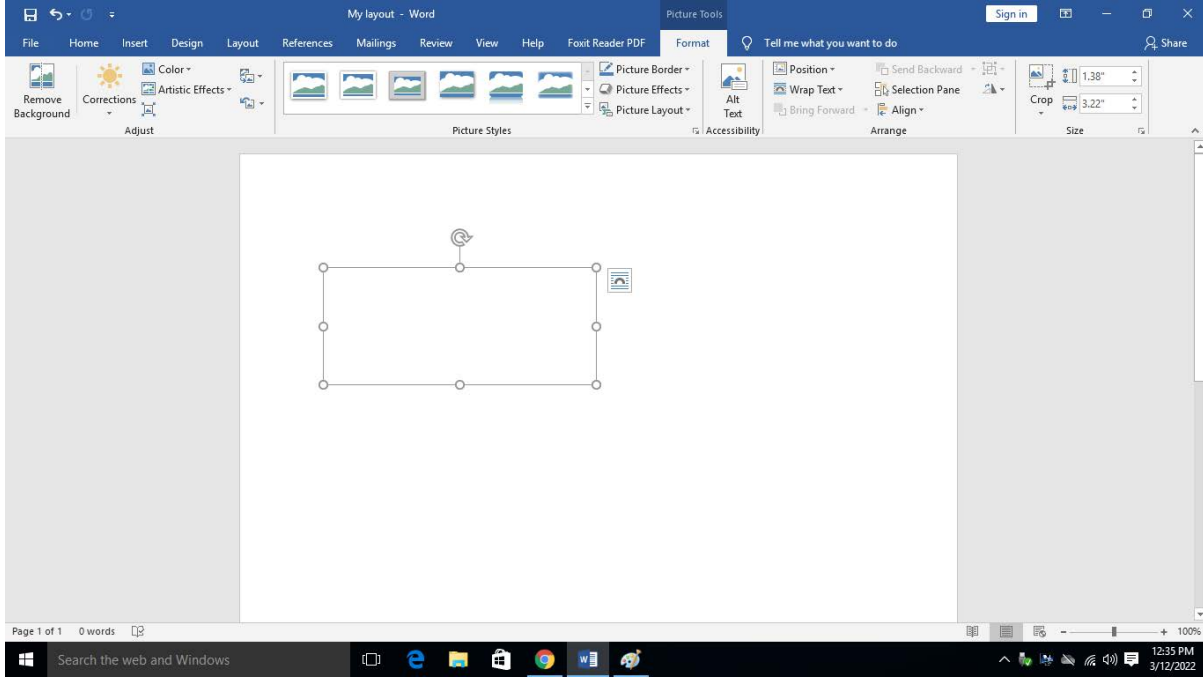 My layout - Word
Picture Tools
Sign in
File Home Insert Design Layout References Mailings Review View Help Foxit Reader PDF Format Tell me what you want to do Share
Remove Background
Corrections
Color
Artistic Effects
Adjust
Picture Styles
Picture Border
Picture Effects
Picture Layout
Alt Text
Accessibility
Position
Wrap Text
Bring Forward
Send Backward
Selection Pane
Align
Arrange
Crop
1.38"
3.22"
Size
Page 1 of 1 0 words
100%
Search the web and Windows
12:35 PM
3/12/2022